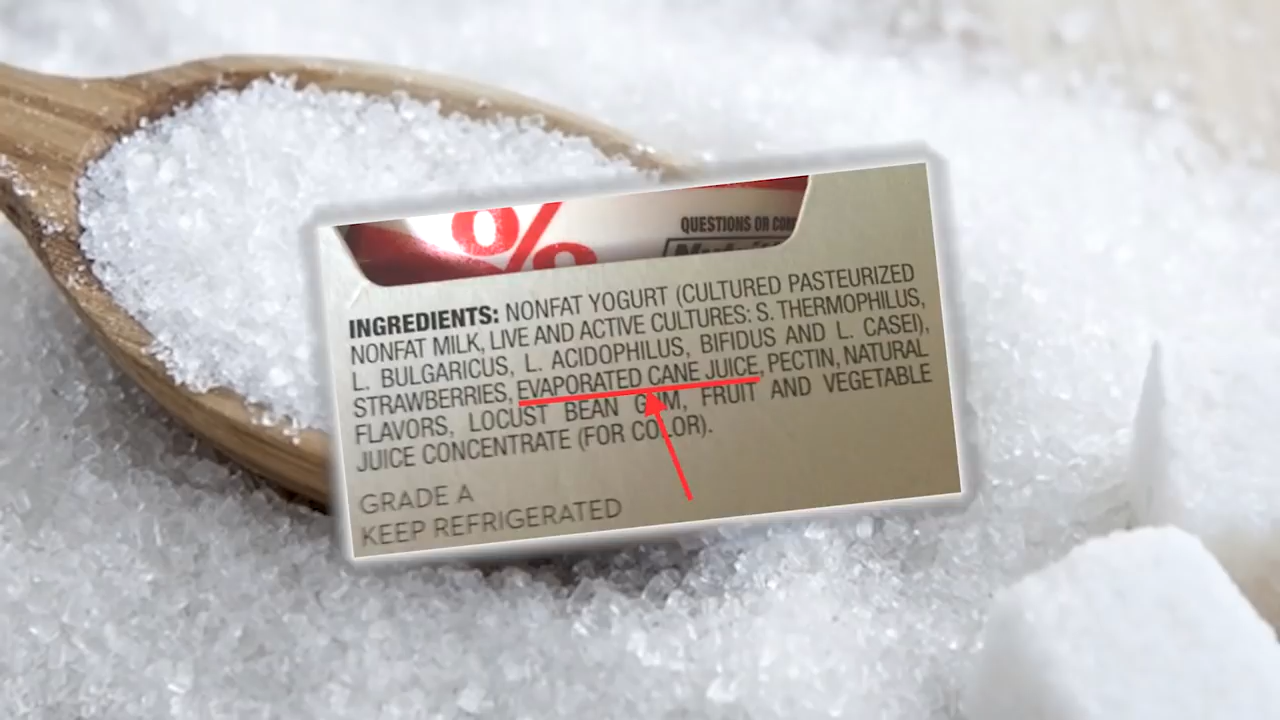 %
QUESTIONS OR
INGREDIENTS: NONFAT YOGURT (CULTURED PASTEURIZED
NONFAT MILK, LIVE AND ACTIVE CULTURES: S. THERMOPHILUS,
L. BULGARICUS, L. ACIDOPHILUS, BIFIDUS AND L. CASEI),
STRAWBERRIES, EVAPORATED CANE JUICE, PECTIN, NATURAL
FLAVORS, LOCUST BEAN GUM, FRUIT AND VEGETABLE
JUICE CONCENTRATE (FOR COLOR).
GRADE A
KEEP REFRIGERATED